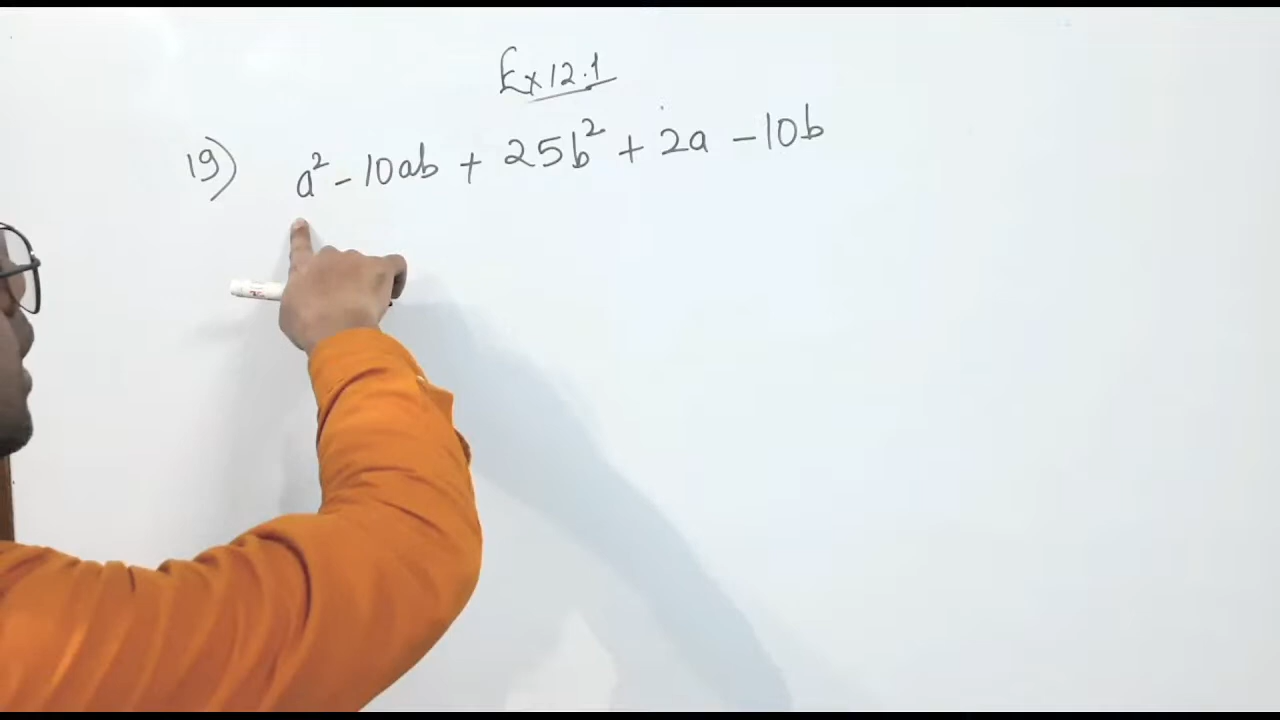 Ex 12.1
19) a² - 10ab + 25b² + 2a - 10b